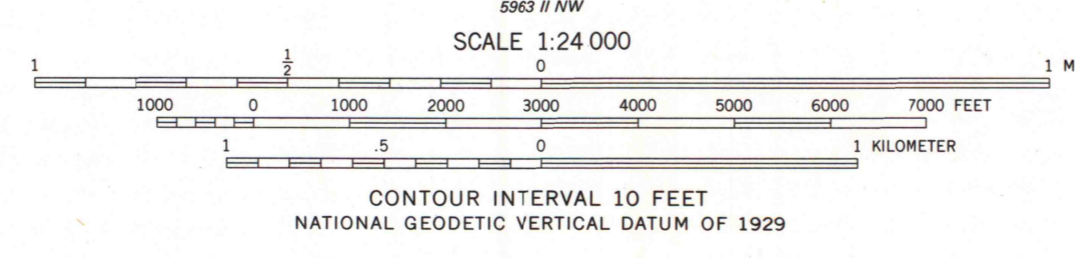 5963 II NW
SCALE 1:24 000
1 1/2 0 1 M
1000 0 1000 2000 3000 4000 5000 6000 7000 FEET
1 .5 0 1 KILOMETER
CONTOUR INTERVAL 10 FEET
NATIONAL GEODETIC VERTICAL DATUM OF 1929